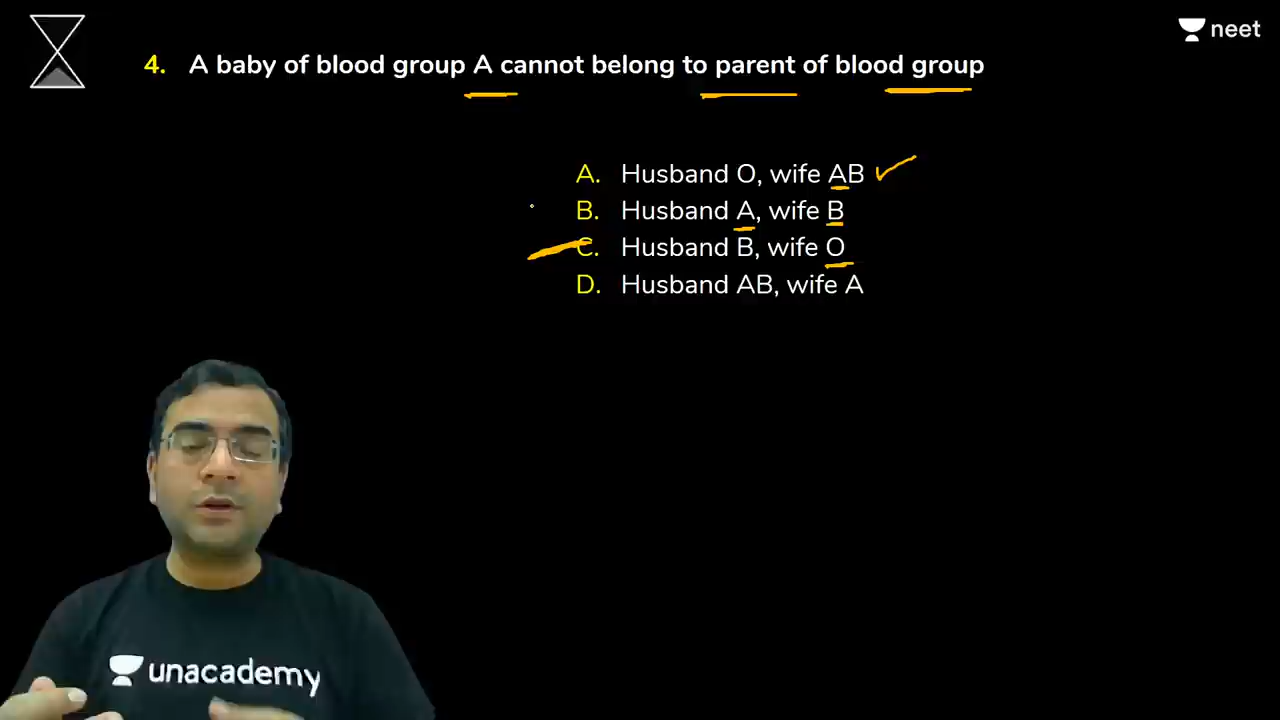 neet
4. A baby of blood group A cannot belong to parent of blood group
A. Husband O, wife AB
B. Husband A, wife B
C. Husband B, wife O
D. Husband AB, wife A
unacademy